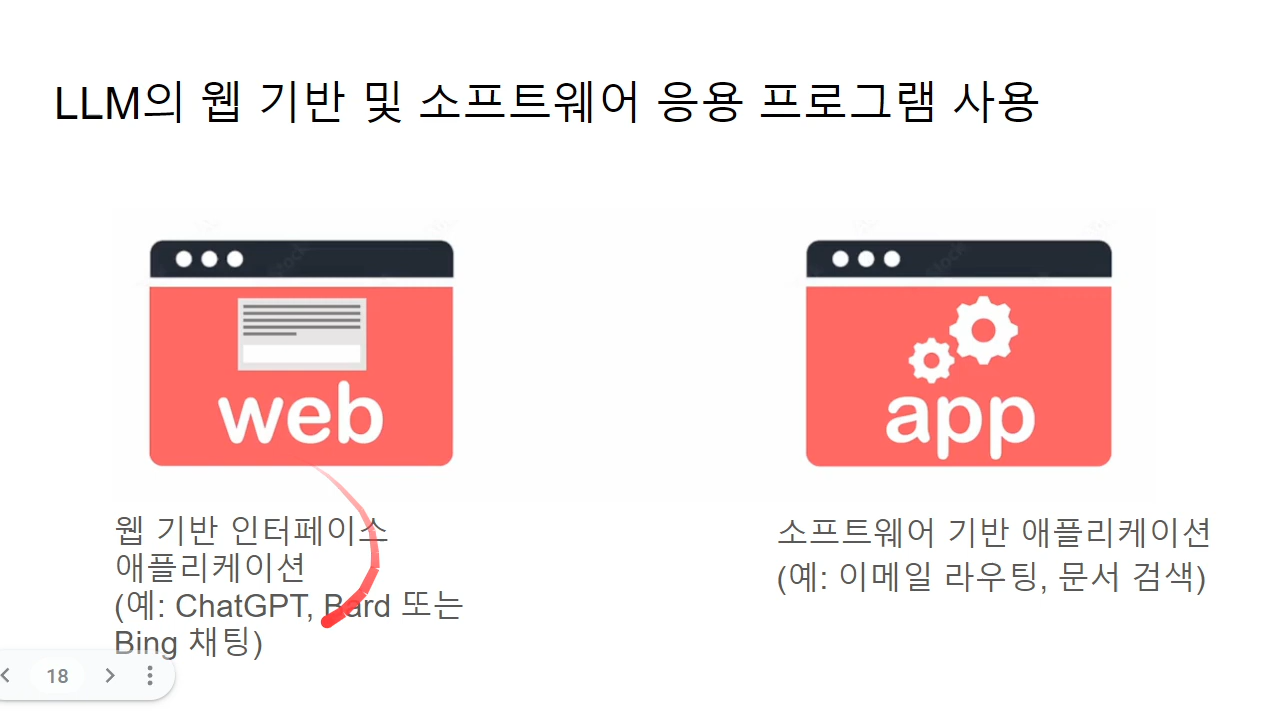 LLM의 웹 기반 및 소프트웨어 응용 프로그램 사용
web
웹 기반 인터페이스
애플리케이션
(예: ChatGPT, Bard 또는
Bing 채팅)
app
소프트웨어 기반 애플리케이션
(예: 이메일 라우팅, 문서 검색)
18